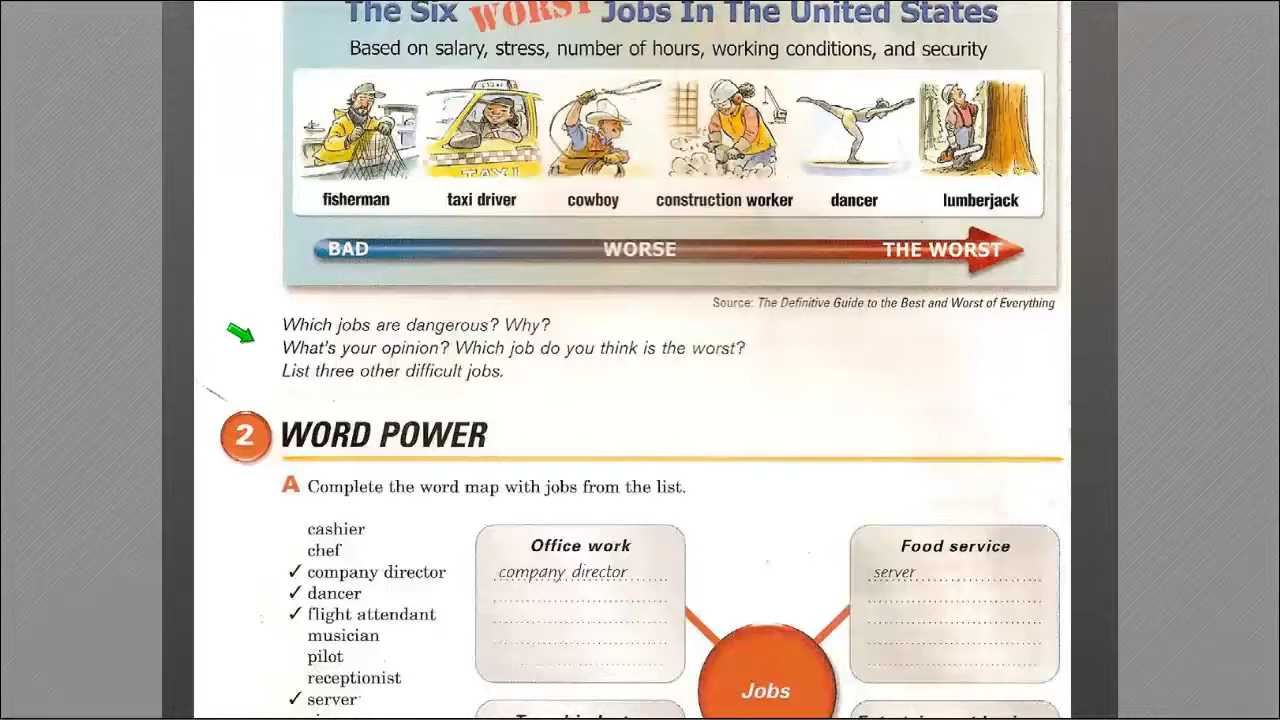 The Six WORST Jobs In The United States
Based on salary, stress, number of hours, working conditions, and security
TAXI
fisherman taxi driver cowboy construction worker dancer lumberjack
BAD WORSE THE WORST
Source: The Definitive Guide to the Best and Worst of Everything
Which jobs are dangerous? Why?
What's your opinion? Which job do you think is the worst?
List three other difficult jobs.
2 WORD POWER
A Complete the word map with jobs from the list.
cashier
chef
✓ company director
✓ dancer
✓ flight attendant
musician
pilot
receptionist
✓ server
Office work
company director
Food service
server
Jobs